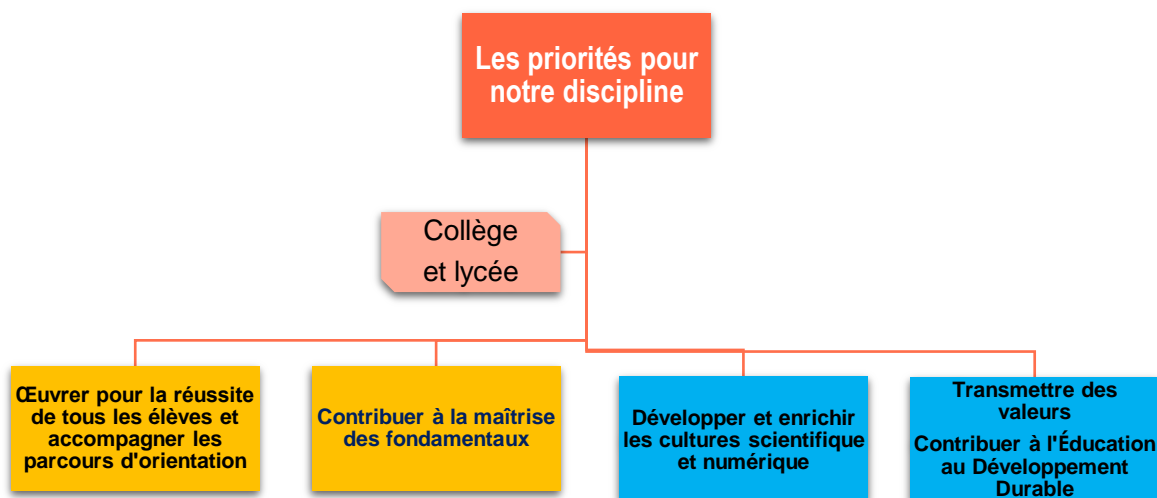 Les priorités pour
notre discipline
Collège
et lycée
Œuvrer pour la réussite
de tous les élèves et
accompagner les
parcours d'orientation
Contribuer à la maîtrise
des fondamentaux
Développer et enrichir
les cultures scientifique
et numérique
Transmettre des
valeurs
Contribuer à l'Éducation
au Développement
Durable